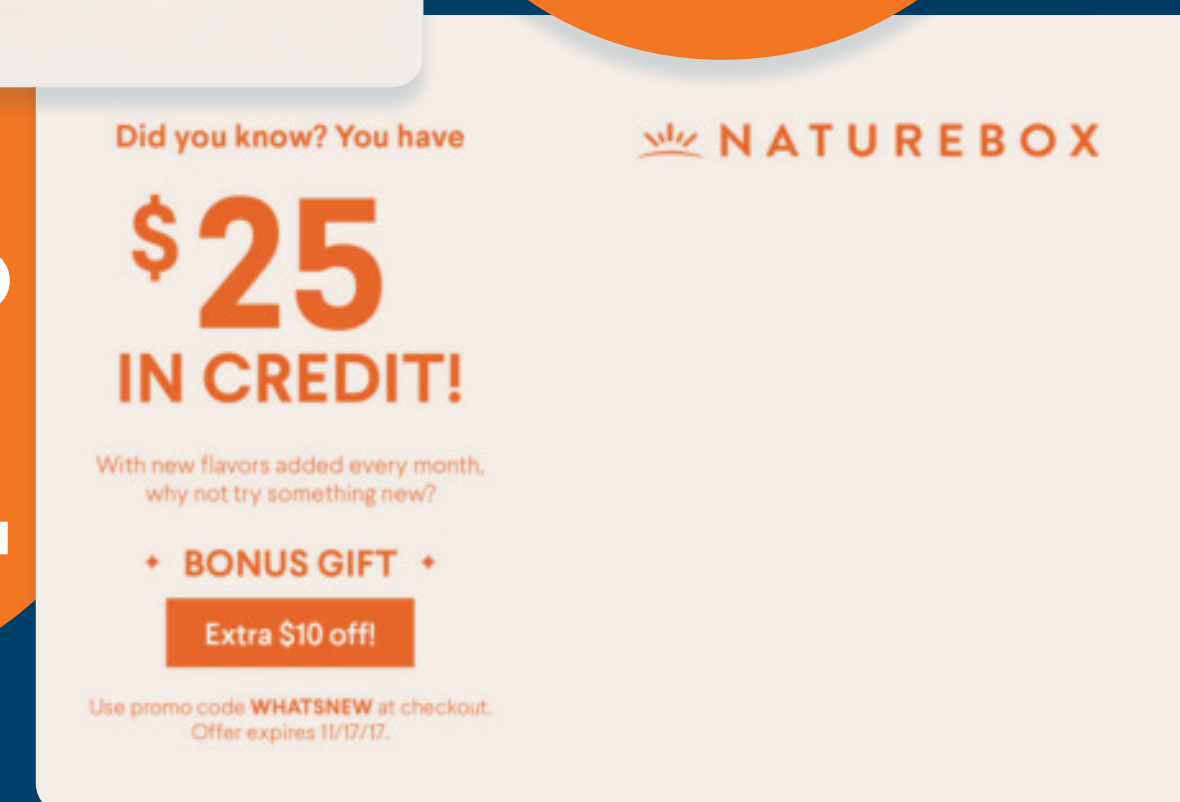 Did you know? You have
$25
IN CREDIT!
With new flavors added every month,
why not try something new?
BONUS GIFT
Extra $10 off!
Use promo code WHATSNEW at checkout.
Offer expires 11/17/17.
NATUREBOX